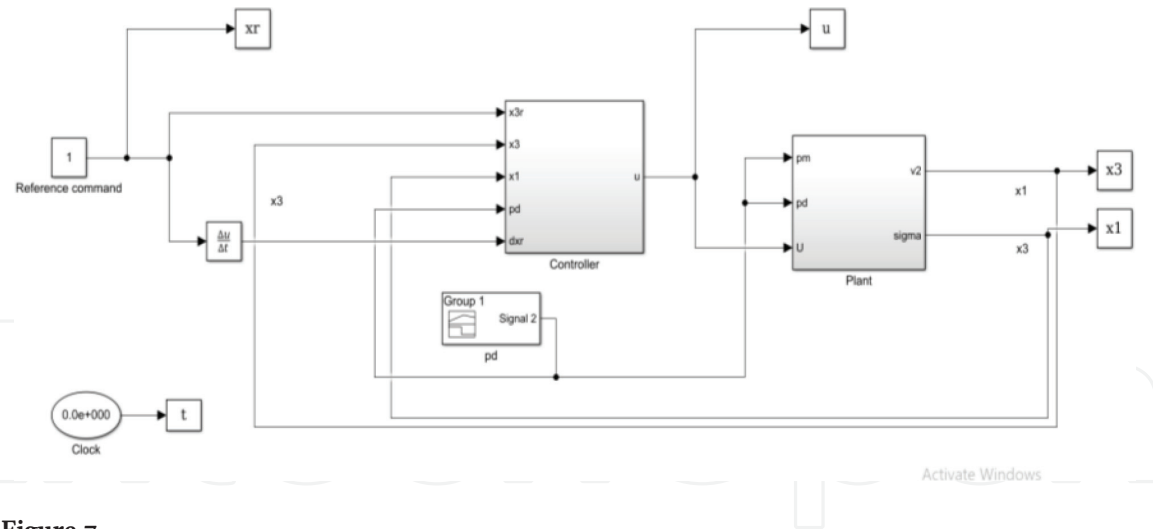 xr
u
1
Reference command
x3r
x3
x1
pd
dxr
u
Controller
x3
Δu
Δt
pm
pd
U
v2
sigma
Plant
x1
x3
x3
x1
Group 1
Signal 2
pd
0.0e+000
Clock
t
Activate Windows
Figure 7